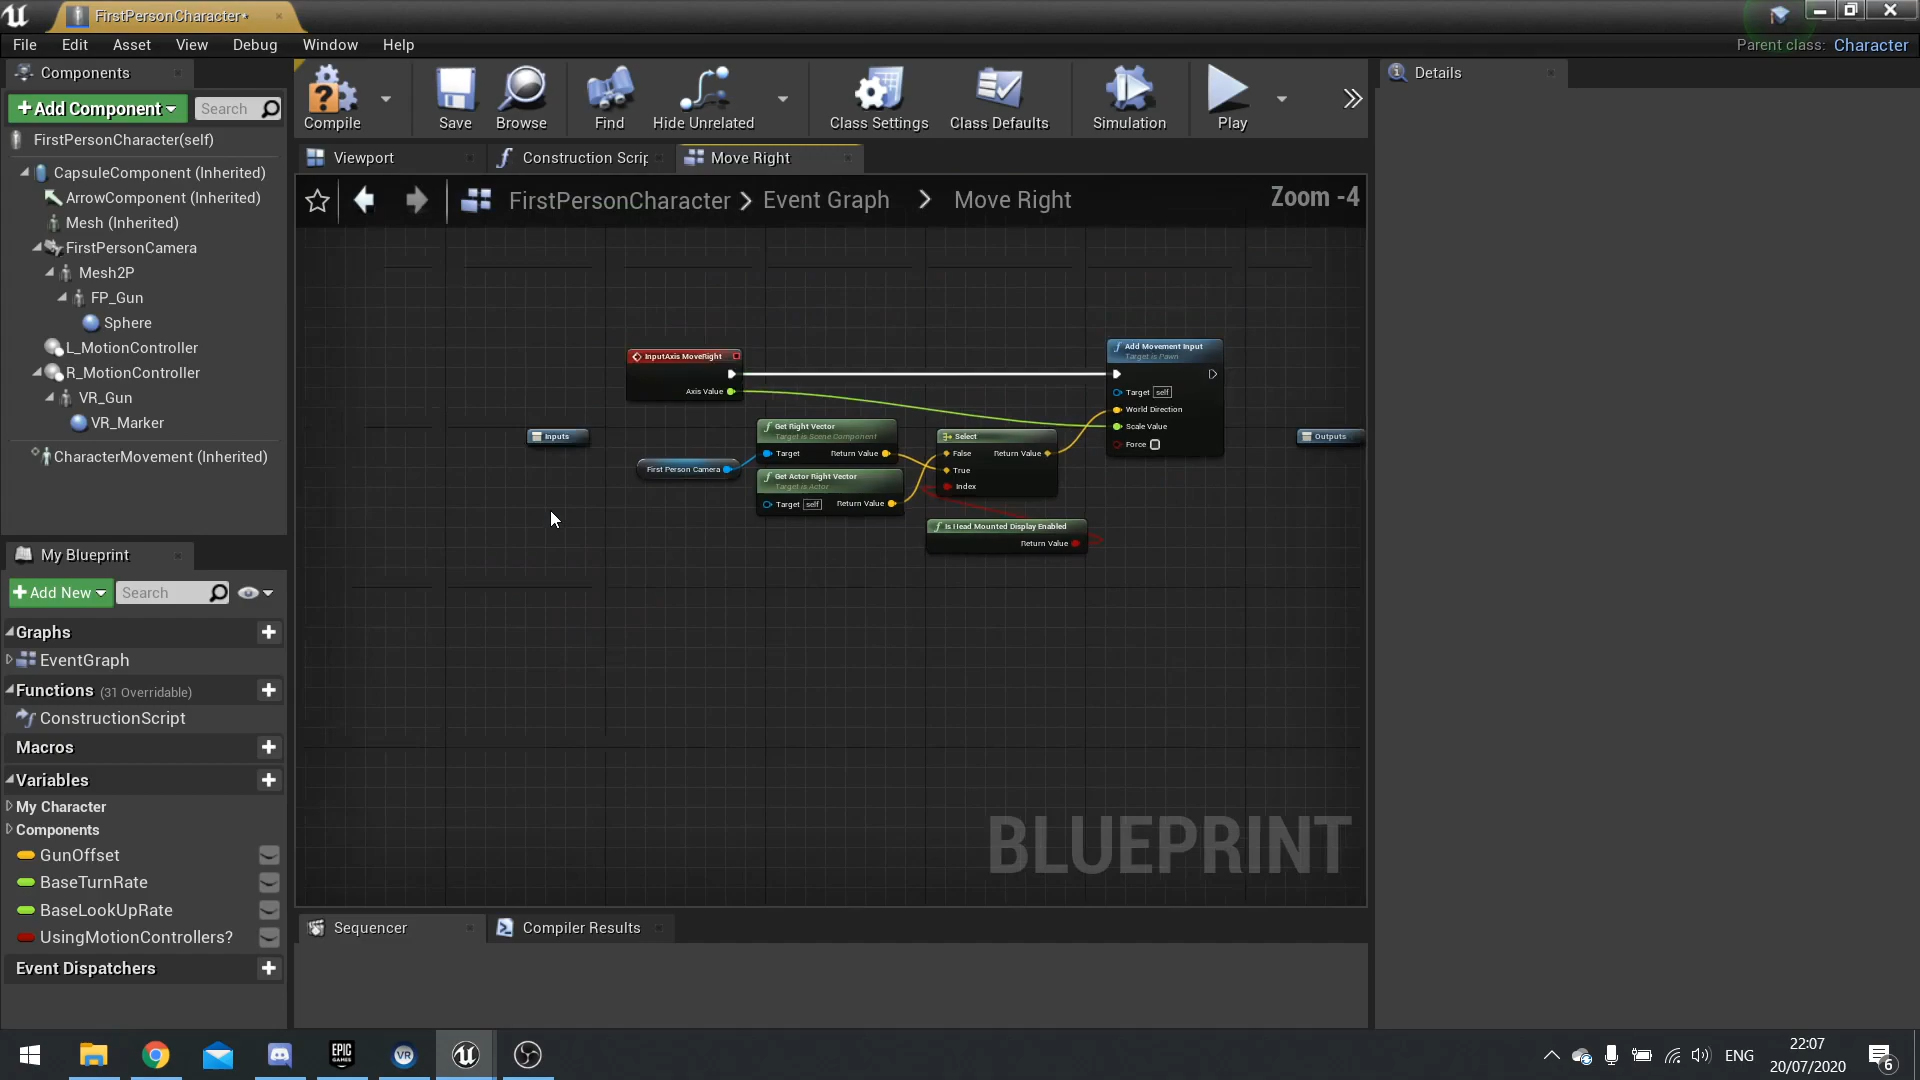 FirstPersonCharacter*
File Edit Asset View Debug Window Help
Parent class: Character
Components
+Add Component
Search
FirstPersonCharacter(self)
CapsuleComponent (Inherited)
ArrowComponent (Inherited)
Mesh (Inherited)
FirstPersonCamera
Mesh2P
FP_Gun
Sphere
L_MotionController
R_MotionController
VR_Gun
VR_Marker
CharacterMovement (Inherited)
My Blueprint
+Add New
Search
Graphs
EventGraph
Functions (31 Overridable)
ConstructionScript
Macros
Variables
My Character
Components
GunOffset
BaseTurnRate
BaseLookUpRate
UsingMotionControllers?
Event Dispatchers
Compile
Save
Browse
Find
Hide Unrelated
Class Settings
Class Defaults
Simulation
Play
Viewport
Construction Scrip
Move Right
FirstPersonCharacter > Event Graph > Move Right
Zoom -4
InputAxis MoveRight
Axis Value
Inputs
First Person Camera
Get Right Vector
Target is Scene Component
Target Return Value
Get Actor Right Vector
Target is Actor
Target self Return Value
Select
False Return Value
True
Index
Is Head Mounted Display Enabled
Return Value
Add Movement Input
Target is Pawn
Target self
World Direction
Scale Value
Force
Outputs
BLUEPRINT
Sequencer
Compiler Results
Details
EPIC
GAMES
VR
ENG
22:07
20/07/2020
6